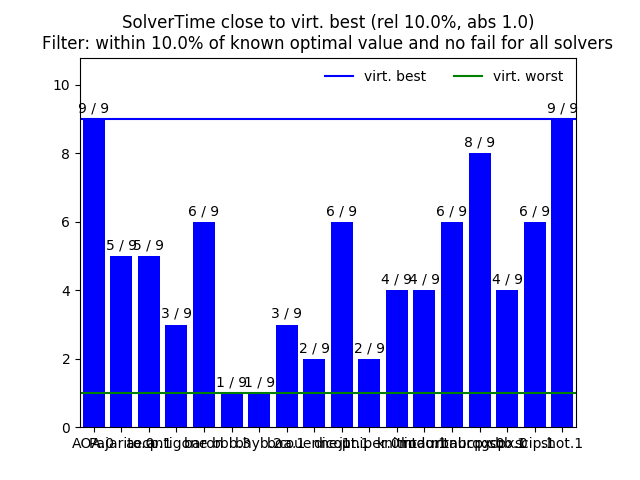 SolverTime close to virt. best (rel 10.0%, abs 1.0)
Filter: within 10.0% of known optimal value and no fail for all solvers
virt. best virt. worst
10
8
6
4
2
0
9 / 9 5 / 9 5 / 9 3 / 9 6 / 9 1 / 9 1 / 9 3 / 9 2 / 9 6 / 9 2 / 9 4 / 9 4 / 9 6 / 9 8 / 9 4 / 9 6 / 9 9 / 9
shot.1